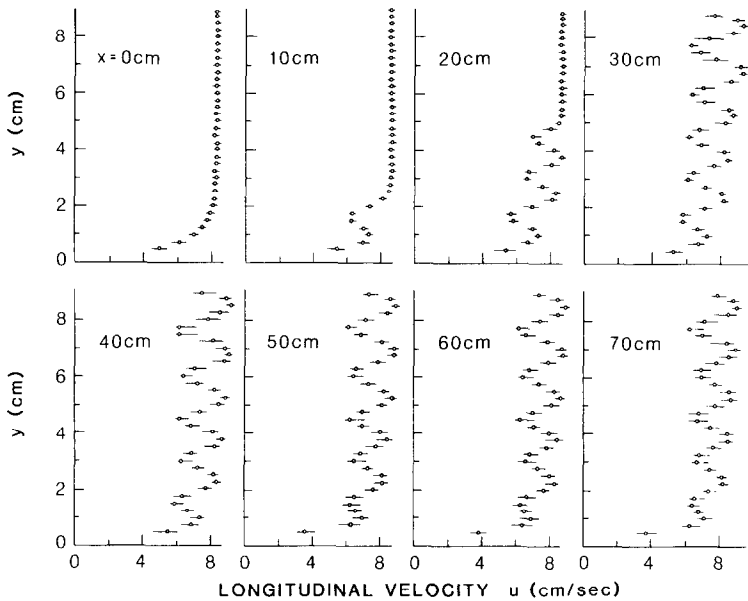 8
6
4
2
0
y (cm)
x=0cm
10cm
20cm
30cm
8
6
4
2
0
y (cm)
40cm
50cm
60cm
70cm
0 4 8 0 4 8 0 4 8 0 4 8
LONGITUDINAL VELOCITY u (cm/sec)